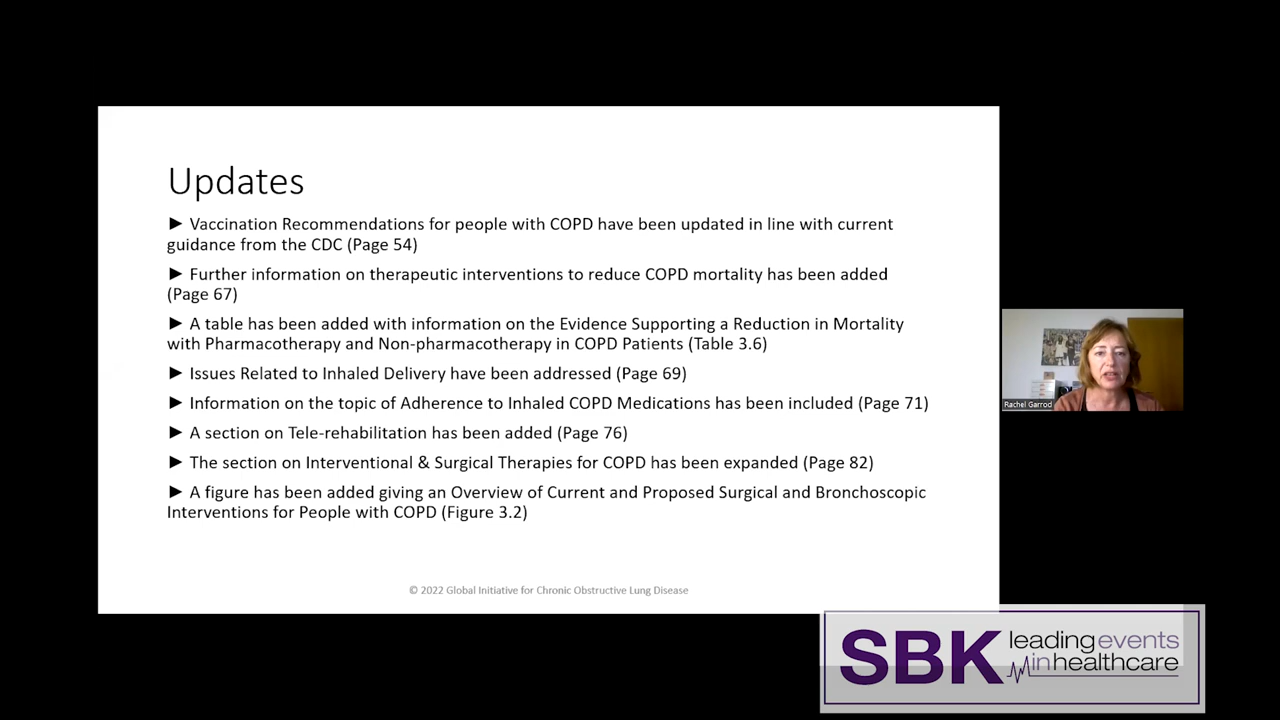 Updates
► Vaccination Recommendations for people with COPD have been updated in line with current
guidance from the CDC (Page 54)
► Further information on therapeutic interventions to reduce COPD mortality has been added
(Page 67)
► A table has been added with information on the Evidence Supporting a Reduction in Mortality
with Pharmacotherapy and Non-pharmacotherapy in COPD Patients (Table 3.6)
► Issues Related to Inhaled Delivery have been addressed (Page 69)
► Information on the topic of Adherence to Inhaled COPD Medications has been included (Page 71)
► A section on Tele-rehabilitation has been added (Page 76)
► The section on Interventional & Surgical Therapies for COPD has been expanded (Page 82)
► A figure has been added giving an Overview of Current and Proposed Surgical and Bronchoscopic
Interventions for People with COPD (Figure 3.2)
© 2022 Global Initiative for Chronic Obstructive Lung Disease
Rachel Garrod
SBK leading events
in healthcare